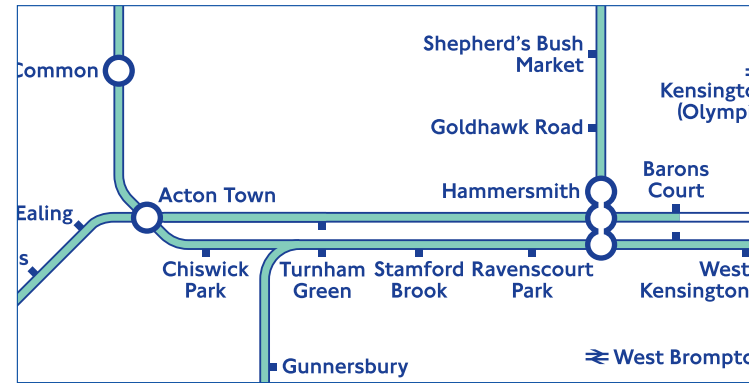 Shepherd's Bush
Market
Common
Goldhawk Road
Barons
Court
Acton Town
Hammersmith
Ealing
s
Chiswick
Park
Turnham
Green
Stamford
Brook
Ravenscourt
Park
West
Kensington
Gunnersbury
West